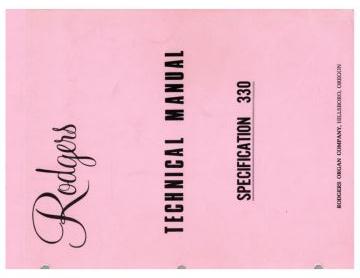 Rodgers
TECHNICAL MANUAL
SPECIFICATION 330
RODGERS ORGAN COMPANY, HILLSBORO, OREGON